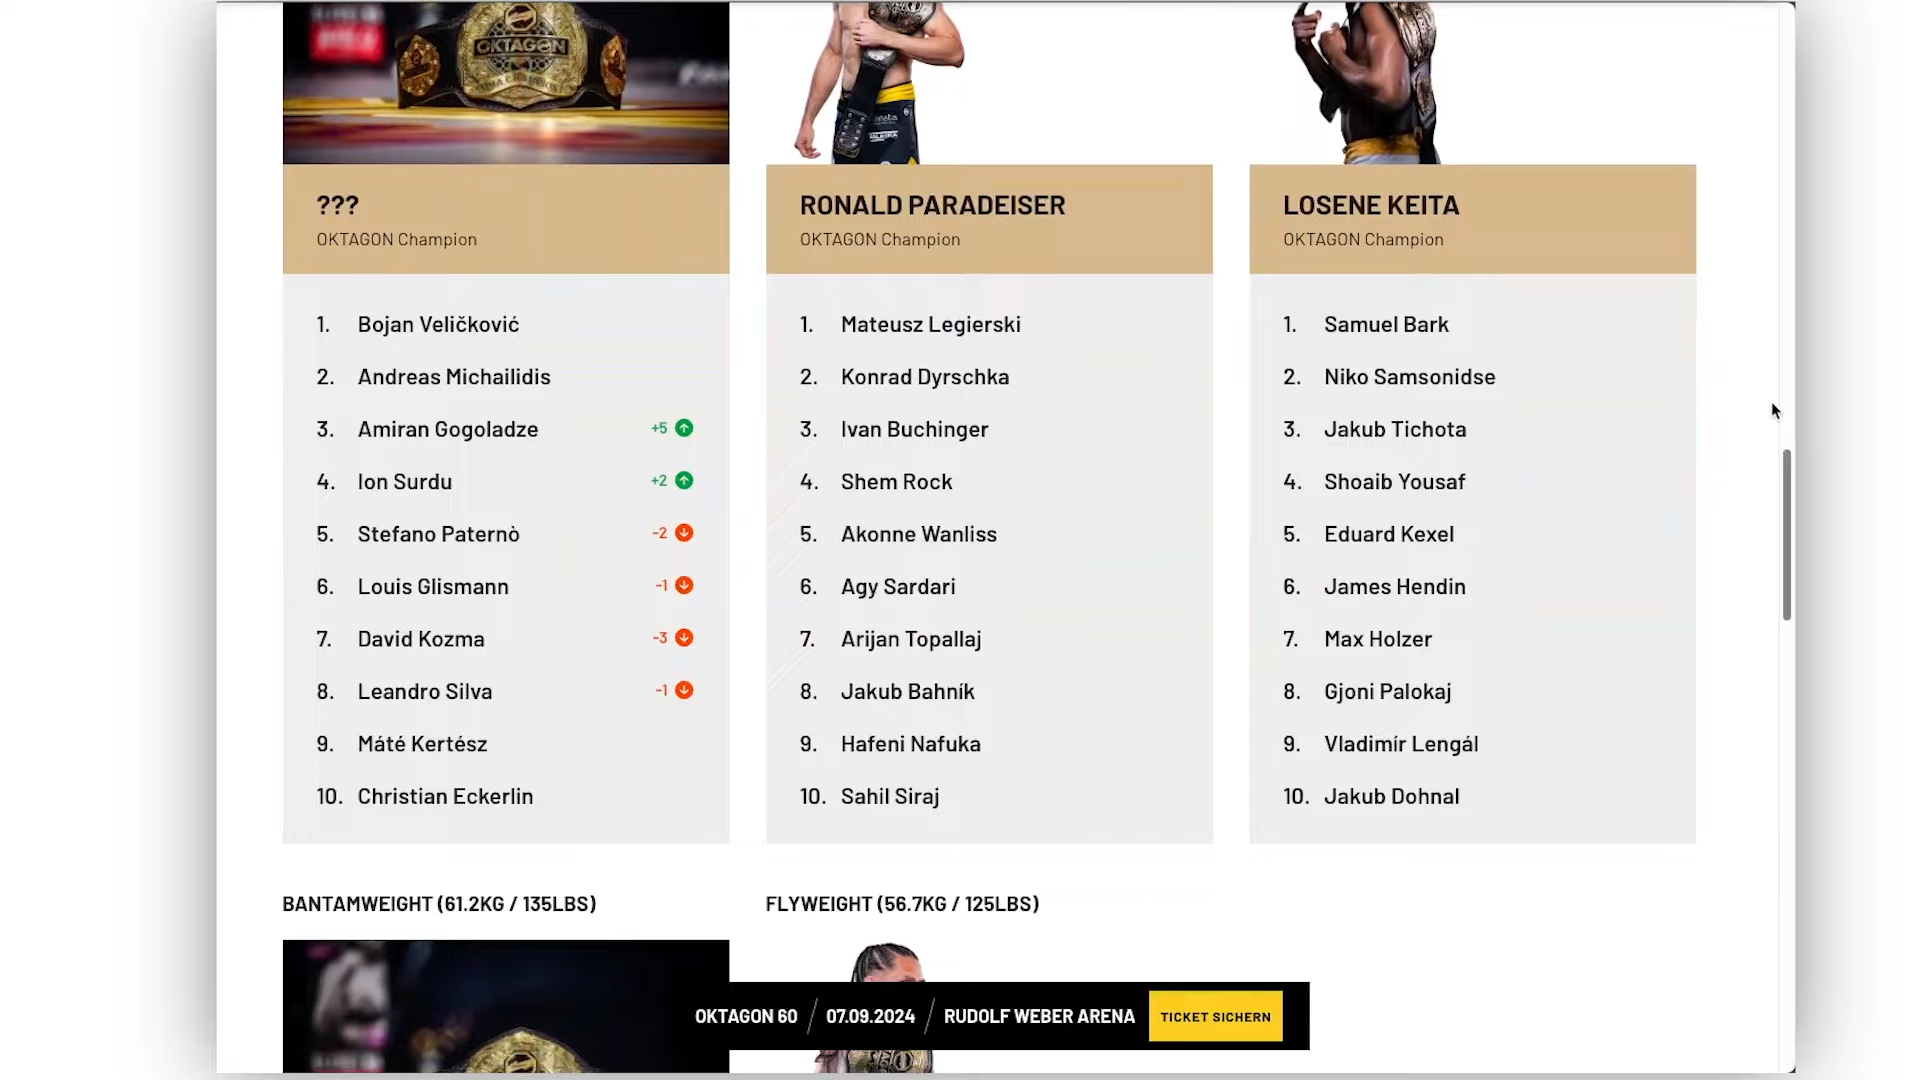 OKTAGON
???
OKTAGON Champion
1. Bojan Veličković
2. Andreas Michailidis
3. Amiran Gogoladze +5
4. Ion Surdu +2
5. Stefano Paternò -2
6. Louis Glismann -1
7. David Kozma -3
8. Leandro Silva -1
9. Máté Kertész
10. Christian Eckerlin
RONALD PARADEISER
OKTAGON Champion
1. Mateusz Legierski
2. Konrad Dyrschka
3. Ivan Buchinger
4. Shem Rock
5. Akonne Wanliss
6. Agy Sardari
7. Arijan Topallaj
8. Jakub Bahník
9. Hafeni Nafuka
10. Sahil Siraj
LOSENE KEITA
OKTAGON Champion
1. Samuel Bark
2. Niko Samsonidse
3. Jakub Tichota
4. Shoaib Yousaf
5. Eduard Kexel
6. James Hendin
7. Max Holzer
8. Gjoni Palokaj
9. Vladimír Lengál
10. Jakub Dohnal
BANTAMWEIGHT (61.2KG / 135LBS)
FLYWEIGHT (56.7KG / 125LBS)
OKTAGON 60 / 07.09.2024 / RUDOLF WEBER ARENA TICKET SICHERN